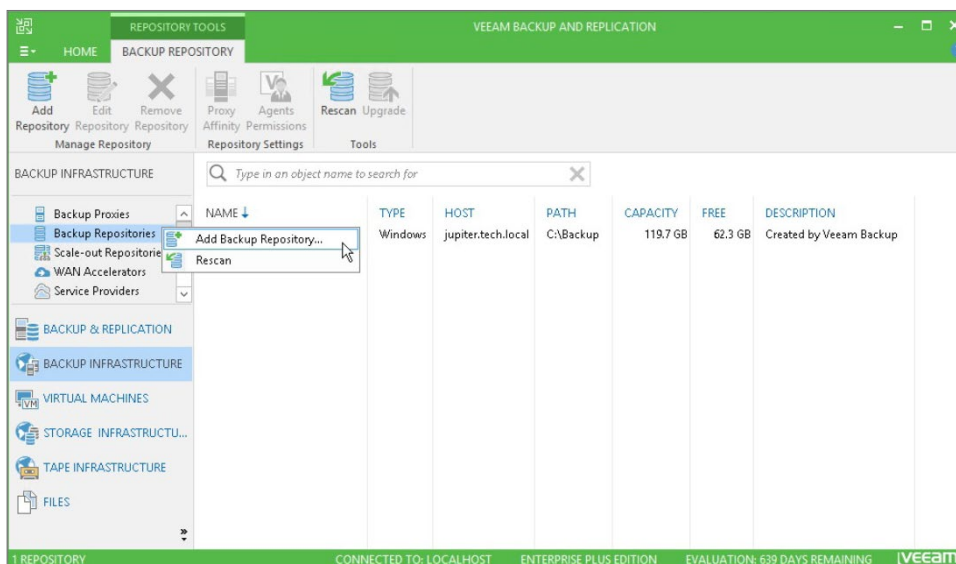 REPOSITORY TOOLS
VEEAM BACKUP AND REPLICATION
HOME
BACKUP REPOSITORY
Add Repository
Edit Repository
Remove Repository
Proxy Affinity
Agents Permissions
Rescan
Upgrade
Manage Repository
Repository Settings
Tools
BACKUP INFRASTRUCTURE
Type in an object name to search for
Backup Proxies
Backup Repositories
Scale-out Repositorie
WAN Accelerators
Service Providers
Add Backup Repository...
Rescan
NAME TYPE HOST PATH CAPACITY FREE DESCRIPTION
Windows jupiter.tech.local C:\Backup 119.7 GB 62.3 GB Created by Veeam Backup
BACKUP & REPLICATION
BACKUP INFRASTRUCTURE
VIRTUAL MACHINES
STORAGE INFRASTRUCTU...
TAPE INFRASTRUCTURE
FILES
1 REPOSITORY
CONNECTED TO: LOCALHOST
ENTERPRISE PLUS EDITION
EVALUATION: 639 DAYS REMAINING
veeam